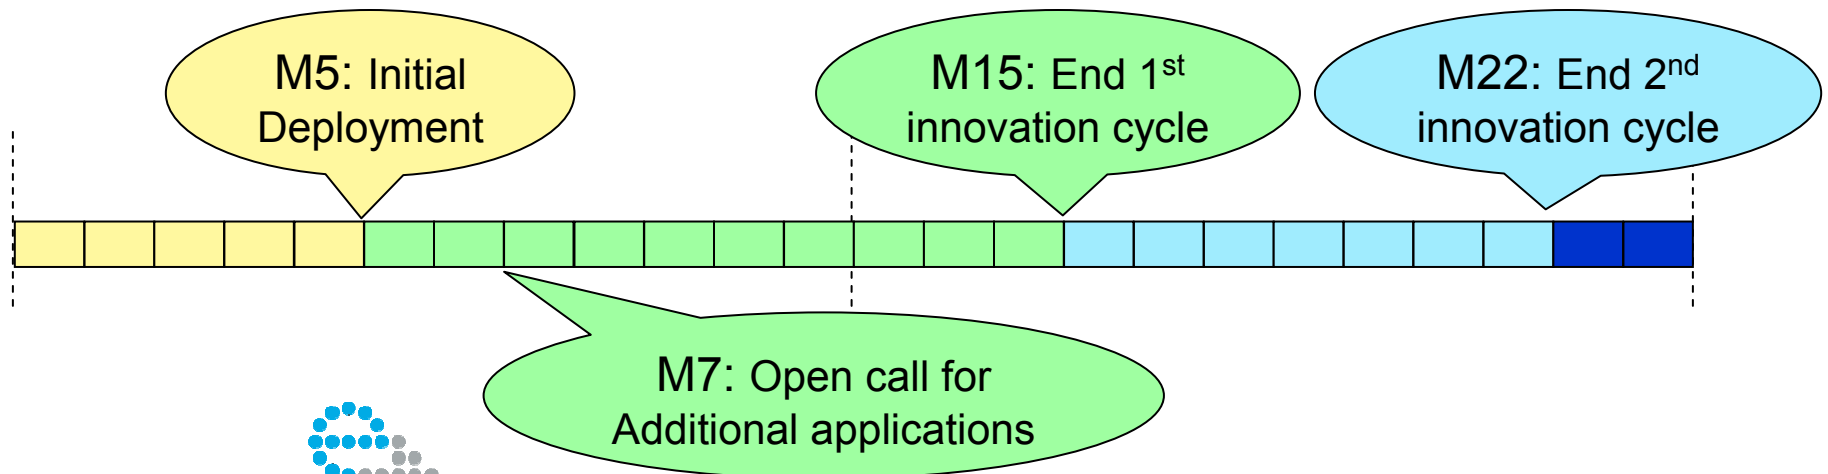 M5: Initial
Deployment
M15: End 1st
innovation cycle
M22: End 2nd
innovation cycle
M7: Open call for
Additional applications